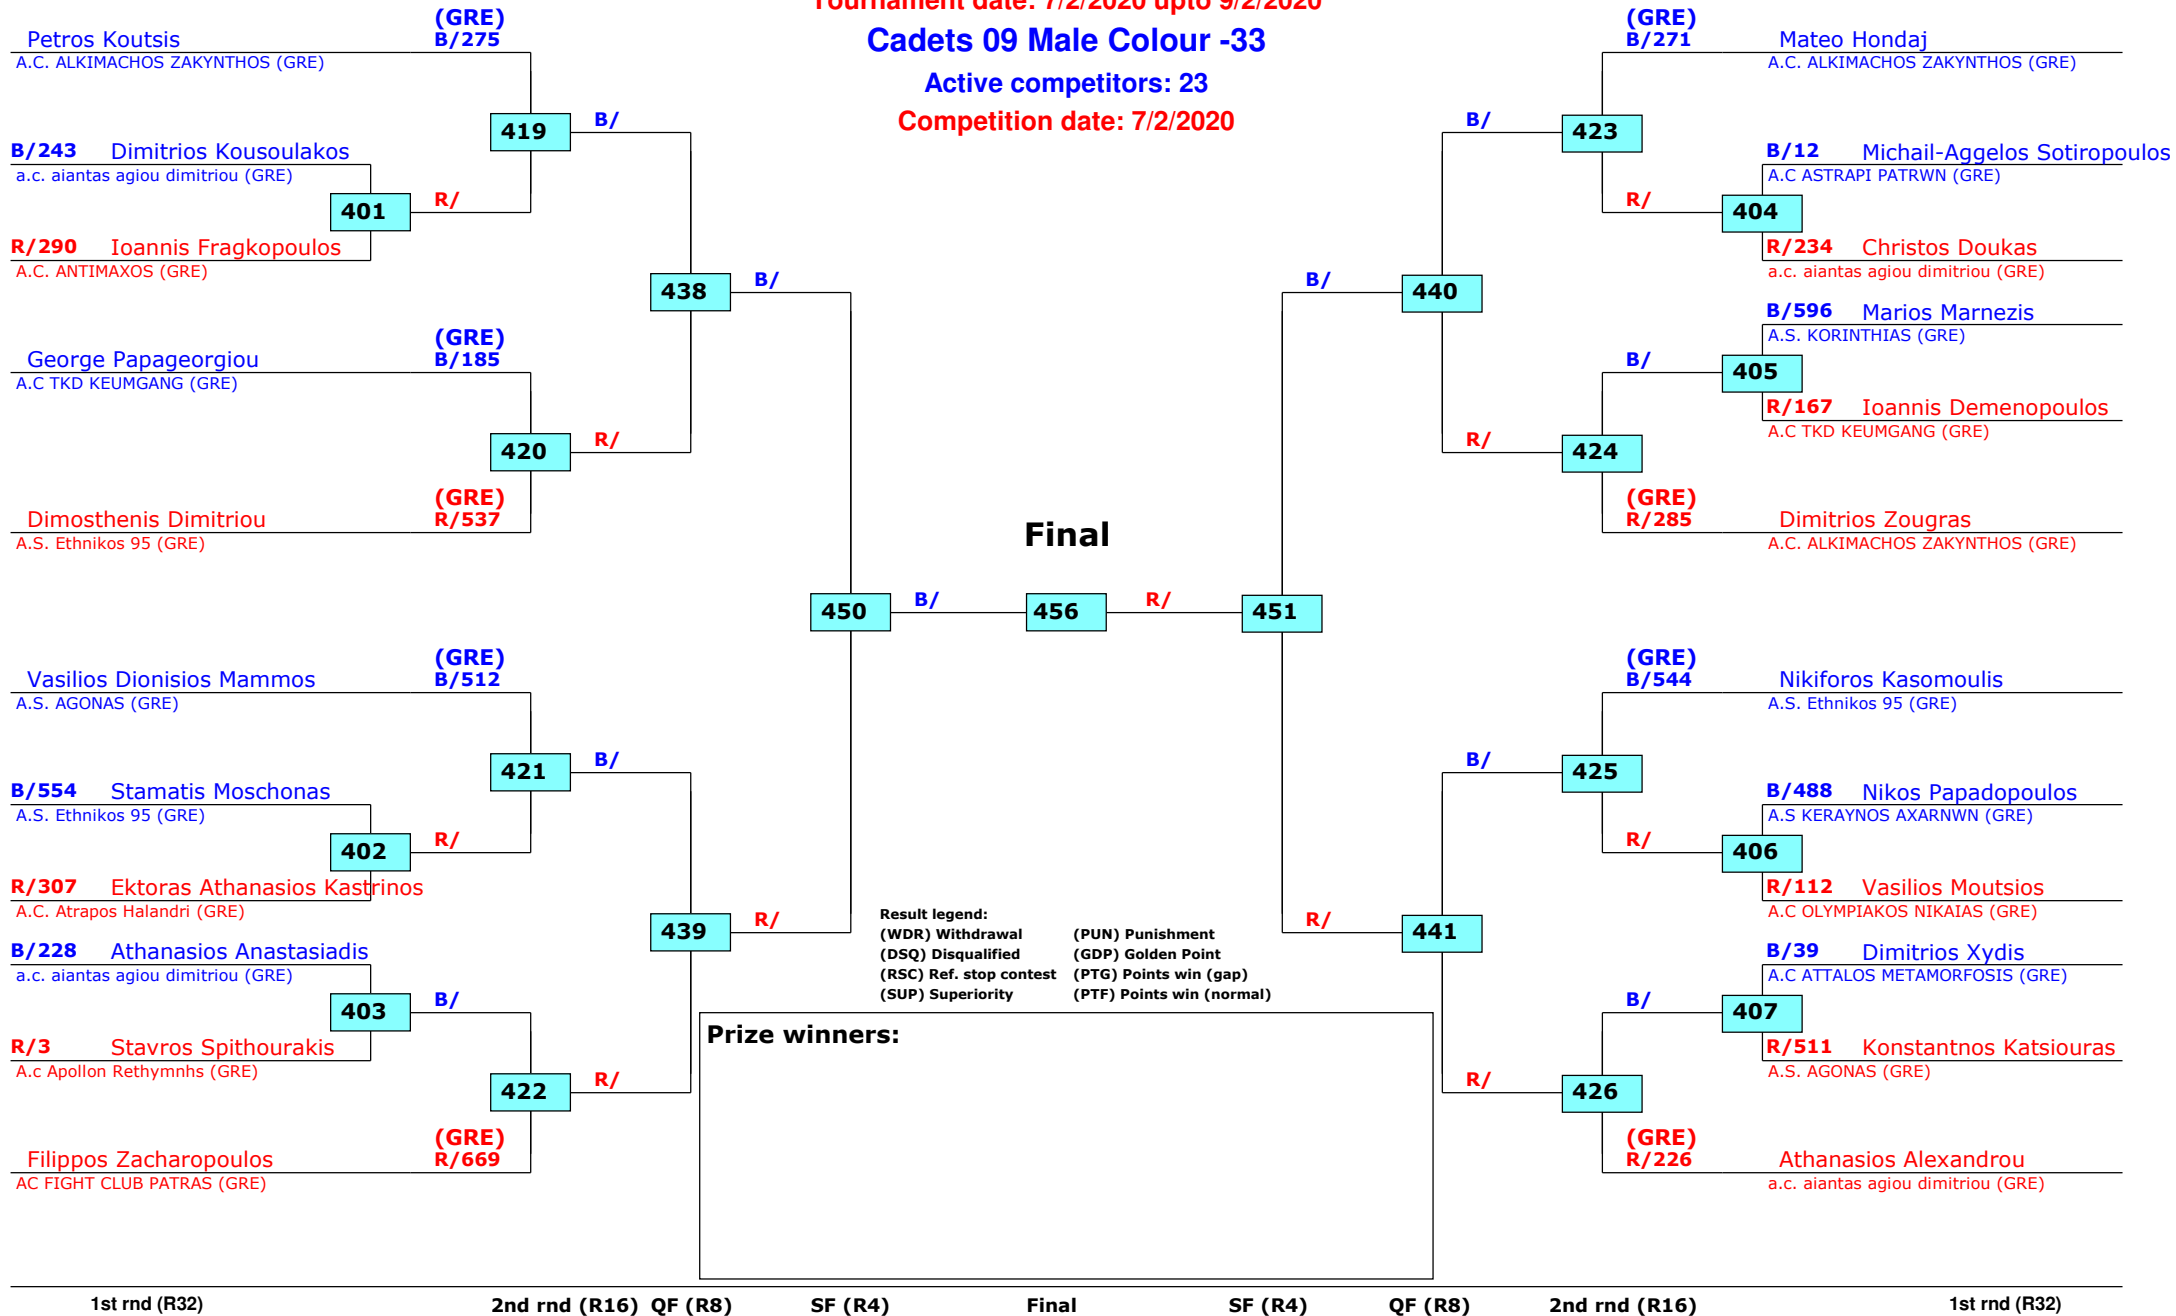 Tournament date: 7/2/2020 upto 9/2/2020
Cadets 09 Male Colour -33
Active competitors: 23
Competition date: 7/2/2020
(GRE)
Petros Koutsis B/275
A.C. ALKIMACHOS ZAKYNTHOS (GRE)
419 B/
B/243 Dimitrios Kousoulakos
a.c. aiantas agiou dimitriou (GRE)
401 R/
R/290 Ioannis Fragkopoulos
A.C. ANTIMAXOS (GRE)
438 B/
(GRE)
George Papageorgiou B/185
A.C TKD KEUMGANG (GRE)
420 R/
(GRE)
Dimosthenis Dimitriou R/537
A.S. Ethnikos 95 (GRE)
Final
450 B/ 456 R/ 451
(GRE)
Vasilios Dionisios Mammos B/512
A.S. AGONAS (GRE)
421 B/
B/554 Stamatis Moschonas
A.S. Ethnikos 95 (GRE)
402 R/
R/307 Ektoras Athanasios Kastrinos
A.C. Atrapos Halandri (GRE)
439 R/
B/228 Athanasios Anastasiadis
a.c. aiantas agiou dimitriou (GRE)
403 B/
R/3 Stavros Spithourakis
A.c Apollon Rethymnhs (GRE)
422 R/
(GRE)
Filippos Zacharopoulos R/669
AC FIGHT CLUB PATRAS (GRE)
(GRE)
B/271 Mateo Hondaj
A.C. ALKIMACHOS ZAKYNTHOS (GRE)
B/ 423
B/12 Michail-Aggelos Sotiropoulos
A.C ASTRAPI PATRWN (GRE)
R/ 404
R/234 Christos Doukas
a.c. aiantas agiou dimitriou (GRE)
B/ 440
B/596 Marios Marnezis
A.S. KORINTHIAS (GRE)
B/ 405
R/167 Ioannis Demenopoulos
A.C TKD KEUMGANG (GRE)
R/ 424
(GRE)
R/285 Dimitrios Zougras
A.C. ALKIMACHOS ZAKYNTHOS (GRE)
(GRE)
B/544 Nikiforos Kasomoulis
A.S. Ethnikos 95 (GRE)
B/ 425
B/488 Nikos Papadopoulos
A.S KERAYNOS AXARNWN (GRE)
R/ 406
R/112 Vasilios Moutsios
A.C OLYMPIAKOS NIKAIAS (GRE)
R/ 441
B/39 Dimitrios Xydis
A.C ATTALOS METAMORFOSIS (GRE)
B/ 407
R/511 Konstantnos Katsiouras
A.S. AGONAS (GRE)
R/ 426
(GRE)
R/226 Athanasios Alexandrou
a.c. aiantas agiou dimitriou (GRE)
Result legend:
(WDR) Withdrawal (PUN) Punishment
(DSQ) Disqualified (GDP) Golden Point
(RSC) Ref. stop contest (PTG) Points win (gap)
(SUP) Superiority (PTF) Points win (normal)
Prize winners:
1st rnd (R32) 2nd rnd (R16) QF (R8) SF (R4) Final SF (R4) QF (R8) 2nd rnd (R16) 1st rnd (R32)